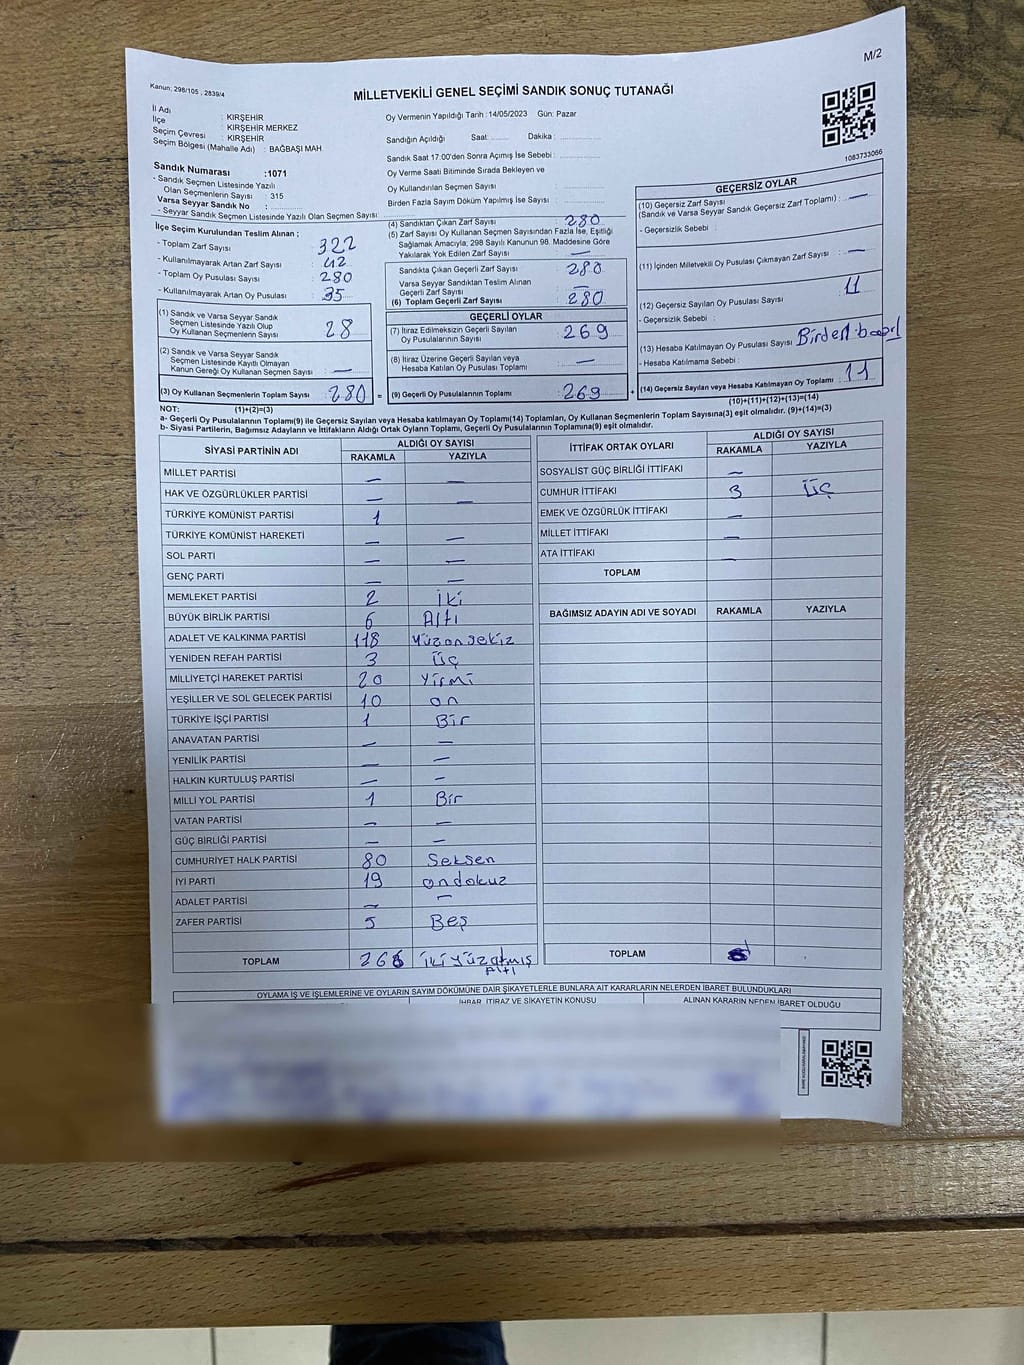 M/2
Kanun; 298/105 , 2839/4
MİLLETVEKİLİ GENEL SEÇİMİ SANDIK SONUÇ TUTANAĞI
İl Adı : KIRŞEHİR
İlçe : KIRŞEHİR MERKEZ
Seçim Çevresi : KIRŞEHİR
Seçim Bölgesi (Mahalle Adı) : BAĞBAŞI MAH.
Sandık Numarası :1071
- Sandık Seçmen Listesinde Yazılı
Olan Seçmenlerin Sayısı : 315
Varsa Seyyar Sandık No :
- Seyyar Sandık Seçmen Listesinde Yazılı Olan Seçmen Sayısı :
Oy Vermenin Yapıldığı Tarih :14/05/2023 Gün: Pazar
Sandığın Açıldığı Saat: Dakika :
Sandık Saat 17.00'den Sonra Açımış İse Sebebi :
Oy Verme Saati Bitiminde Sırada Bekleyen ve
Oy Kullandırılan Seçmen Sayısı :
Birden Fazla Sayım Döküm Yapılmış İse Sayısı :
1083733066
İlçe Seçim Kurulundan Teslim Alınan ;
- Toplam Zarf Sayısı : 322
- Kullanılmayarak Artan Zarf Sayısı : 42
- Toplam Oy Pusulası Sayısı : 280
- Kullanılmayarak Artan Oy Pusulası : 35
(1) Sandık ve Varsa Seyyar Sandık
Seçmen Listesinde Yazılı Olup
Oy Kullanan Seçmenlerin Sayısı : 28
(2) Sandık ve Varsa Seyyar Sandık
Seçmen Listesinde Kayıtlı Olmayan
Kanun Gereği Oy Kullanan Seçmen Sayısı : —
(3) Oy Kullanan Seçmenlerin Toplam Sayısı : 280 =
(4) Sandıktan Çıkan Zarf Sayısı : 280
(5) Zarf Sayısı Oy Kullanan Seçmen Sayısından Fazla İse, Eşitliği
Sağlamak Amacıyla, 298 Sayılı Kanunun 98. Maddesine Göre
Yakılarak Yok Edilen Zarf Sayısı : —
Sandıkta Çıkan Geçerli Zarf Sayısı : 280
Varsa Seyyar Sandıktan Teslim Alınan
Geçerli Zarf Sayısı : —
(6) Toplam Geçerli Zarf Sayısı : 280
GEÇERLİ OYLAR
(7) İtiraz Edilmeksizin Geçerli Sayılan
Oy Pusulalarının Sayısı : 269
(8) İtiraz Üzerine Geçerli Sayılan veya
Hesaba Katılan Oy Pusulası Toplamı : —
(9) Geçerli Oy Pusulalarının Toplamı : 269 +
GEÇERSİZ OYLAR
(10) Geçersiz Zarf Sayısı
(Sandık ve Varsa Seyyar Sandık Geçersiz Zarf Toplamı) : —
- Geçersizlik Sebebi :
(11) İçinden Milletvekili Oy Pusulası Çıkmayan Zarf Sayısı : —
(12) Geçersiz Sayılan Oy Pusulası Sayısı : 11
- Geçersizlik Sebebi :
(13) Hesaba Katılmayan Oy Pusulası Sayısı : Birden
- Hesaba Katılmama Sebebi :
(14) Geçersiz Sayılan veya Hesaba Katılmayan Oy Toplamı : 11
NOT: (1)+(2)=(3)
(10)+(11)+(12)+(13)=(14)
a- Geçerli Oy Pusulalarının Toplamı(9) ile Geçersiz Sayılan veya Hesaba katılmayan Oy Toplamı(14) Toplamları, Oy Kullanan Seçmenlerin Toplam Sayısına(3) eşit olmalıdır. (9)+(14)=(3)
b- Siyasi Partilerin, Bağımsız Adayların ve İttifakların Aldığı Ortak Oyların Toplamı, Geçerli Oy Pusulalarının Toplamına(9) eşit olmalıdır.
SİYASİ PARTİNİN ADI ALDIĞI OY SAYISI
RAKAMLA YAZIYLA
MİLLET PARTİSİ — —
HAK VE ÖZGÜRLÜKLER PARTİSİ — —
TÜRKİYE KOMÜNİST PARTİSİ 1
TÜRKİYE KOMÜNİST HAREKETİ — —
SOL PARTİ — —
GENÇ PARTİ — —
MEMLEKET PARTİSİ 2 İki
BÜYÜK BİRLİK PARTİSİ 6 Altı
ADALET VE KALKINMA PARTİSİ 118 Yüzonsekiz
YENİDEN REFAH PARTİSİ 3 Üç
MİLLİYETÇİ HAREKET PARTİSİ 20 Yirmi
YEŞİLLER VE SOL GELECEK PARTİSİ 10 on
TÜRKİYE İŞÇİ PARTİSİ 1 Bir
ANAVATAN PARTİSİ — —
YENİLİK PARTİSİ — —
HALKIN KURTULUŞ PARTİSİ — —
MİLLİ YOL PARTİSİ 1 Bir
VATAN PARTİSİ — —
GÜÇ BİRLİĞİ PARTİSİ — —
CUMHURİYET HALK PARTİSİ 80 Seksen
İYİ PARTİ 19 ondokuz
ADALET PARTİSİ — —
ZAFER PARTİSİ 5 Beş
TOPLAM 266 İkiyüzatmış
Altı
İTTİFAK ORTAK OYLARI ALDIĞI OY SAYISI
RAKAMLA YAZIYLA
SOSYALİST GÜÇ BİRLİĞİ İTTİFAKI —
CUMHUR İTTİFAKI 3 Üç
EMEK VE ÖZGÜRLÜK İTTİFAKI —
MİLLET İTTİFAKI —
ATA İTTİFAKI —
TOPLAM
BAĞIMSIZ ADAYIN ADI VE SOYADI RAKAMLA YAZIYLA
TOPLAM
OYLAMA İŞ VE İŞLEMLERİNE VE OYLARIN SAYIM DÖKÜMÜNE DAİR ŞİKAYETLERLE BUNLARA AİT KARARLARIN NELERDEN İBARET BULUNDUKLARI
İHBAR, İTİRAZ VE ŞİKAYETİN KONUSU ALINAN KARARIN NEDEN İBARET OLDUĞU